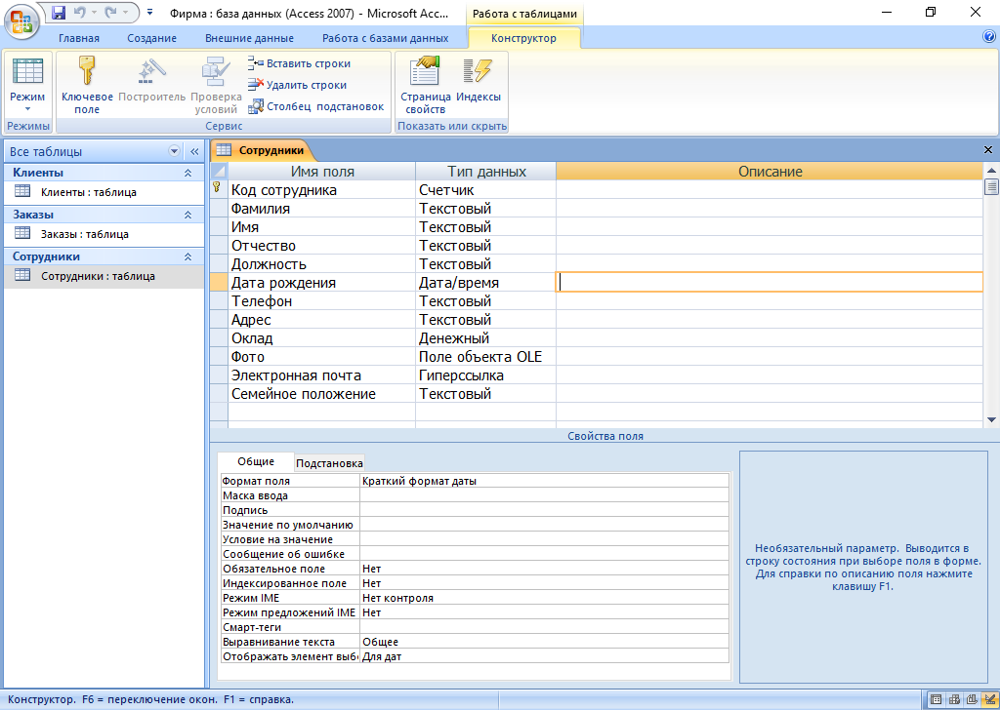 Фирма : база данных (Access 2007) - Microsoft Acc...
Работа с таблицами
Главная
Создание
Внешние данные
Работа с базами данных
Конструктор
Режим
Ключевое поле
Построитель
Проверка условий
Вставить строки
Удалить строки
Столбец подстановок
Страница свойств
Индексы
Режимы
Сервис
Показать или скрыть
Все таблицы
Клиенты
Клиенты : таблица
Заказы
Заказы : таблица
Сотрудники
Сотрудники : таблица
Сотрудники
Имя поля Тип данных Описание
Код сотрудника Счетчик
Фамилия Текстовый
Имя Текстовый
Отчество Текстовый
Должность Текстовый
Дата рождения Дата/время
Телефон Текстовый
Адрес Текстовый
Оклад Денежный
Фото Поле объекта OLE
Электронная почта Гиперссылка
Семейное положение Текстовый
Свойства поля
Общие Подстановка
Формат поля Краткий формат даты
Маска ввода
Подпись
Значение по умолчанию
Условие на значение
Сообщение об ошибке
Обязательное поле Нет
Индексированное поле Нет
Режим IME Нет контроля
Режим предложений IME Нет
Смарт-теги
Выравнивание текста Общее
Отображать элемент выб Для дат
Необязательный параметр. Выводится в
строку состояния при выборе поля в форме.
Для справки по описанию поля нажмите
клавишу F1.
Конструктор. F6 = переключение окон. F1 = справка.